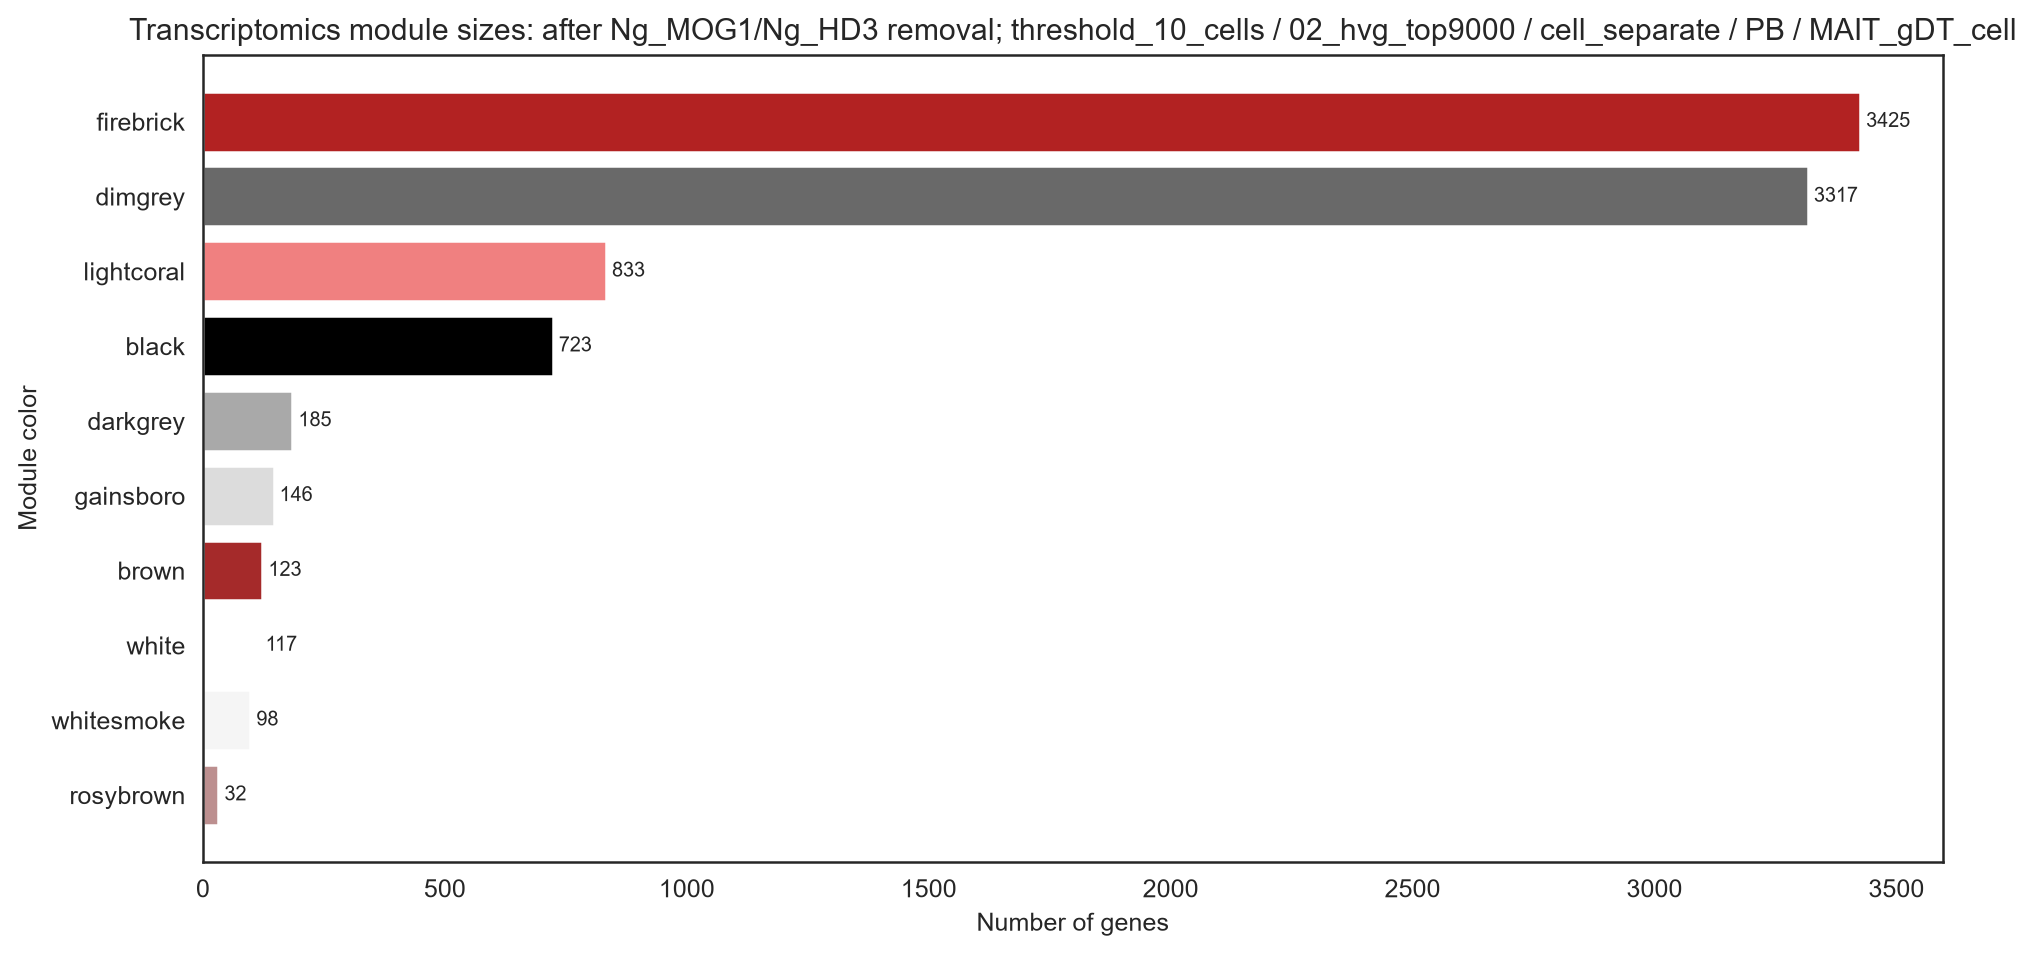 Transcriptomics module sizes: after Ng_MOG1/Ng_HD3 removal; threshold_10_cells / 02_hvg_top9000 / cell_separate / PB / MAIT_gDT_cell
firebrick
3425
dimgrey
3317
lightcoral
833
black
723
darkgrey
185
gainsboro
146
brown
123
white
117
whitesmoke
98
rosybrown
32
Module color
0 500 1000 1500 2000 2500 3000 3500
Number of genes